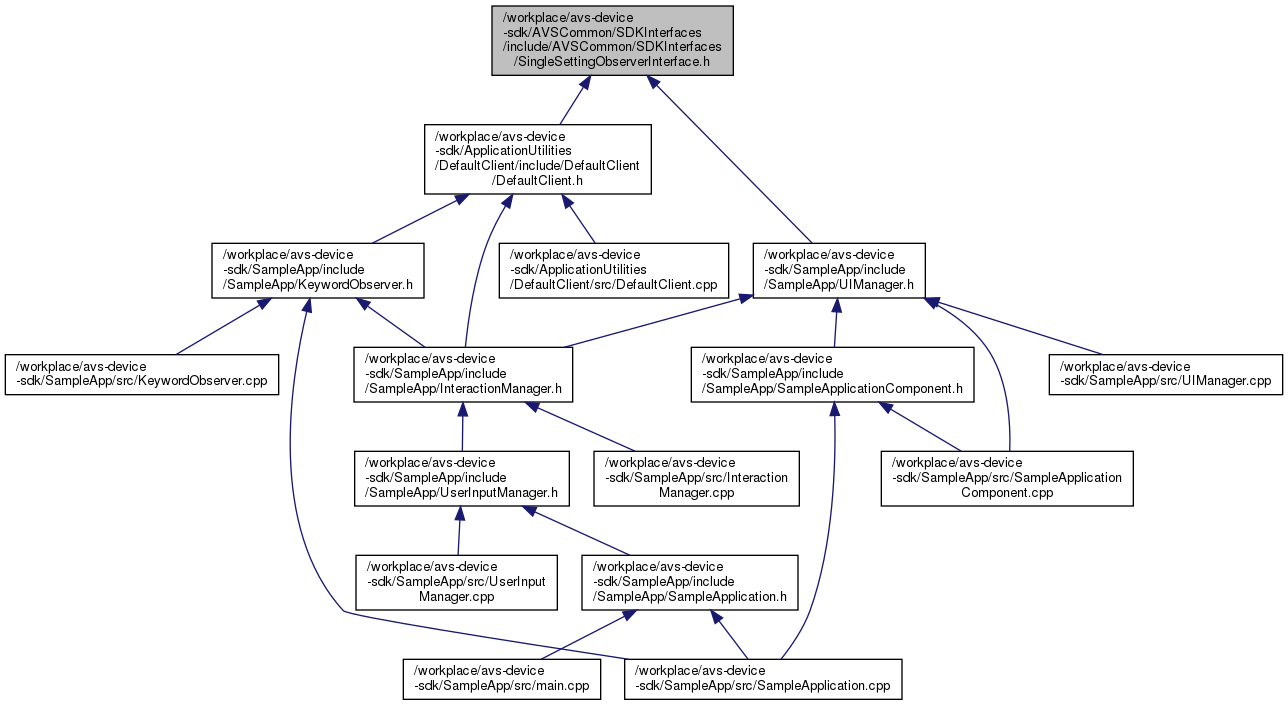 /workplace/avs-device
-sdk/AVSCommon/SDKInterfaces
/include/AVSCommon/SDKInterfaces
/SingleSettingObserverInterface.h
/workplace/avs-device
-sdk/ApplicationUtilities
/DefaultClient/include/DefaultClient
/DefaultClient.h
/workplace/avs-device
-sdk/SampleApp/include
/SampleApp/KeywordObserver.h
/workplace/avs-device
-sdk/ApplicationUtilities
/DefaultClient/src/DefaultClient.cpp
/workplace/avs-device
-sdk/SampleApp/include
/SampleApp/UIManager.h
/workplace/avs-device
-sdk/SampleApp/src/KeywordObserver.cpp
/workplace/avs-device
-sdk/SampleApp/include
/SampleApp/InteractionManager.h
/workplace/avs-device
-sdk/SampleApp/include
/SampleApp/SampleApplicationComponent.h
/workplace/avs-device
-sdk/SampleApp/src/UIManager.cpp
/workplace/avs-device
-sdk/SampleApp/include
/SampleApp/UserInputManager.h
/workplace/avs-device
-sdk/SampleApp/src/Interaction
Manager.cpp
/workplace/avs-device
-sdk/SampleApp/src/SampleApplication
Component.cpp
/workplace/avs-device
-sdk/SampleApp/src/UserInput
Manager.cpp
/workplace/avs-device
-sdk/SampleApp/include
/SampleApp/SampleApplication.h
/workplace/avs-device
-sdk/SampleApp/src/main.cpp
/workplace/avs-device
-sdk/SampleApp/src/SampleApplication.cpp